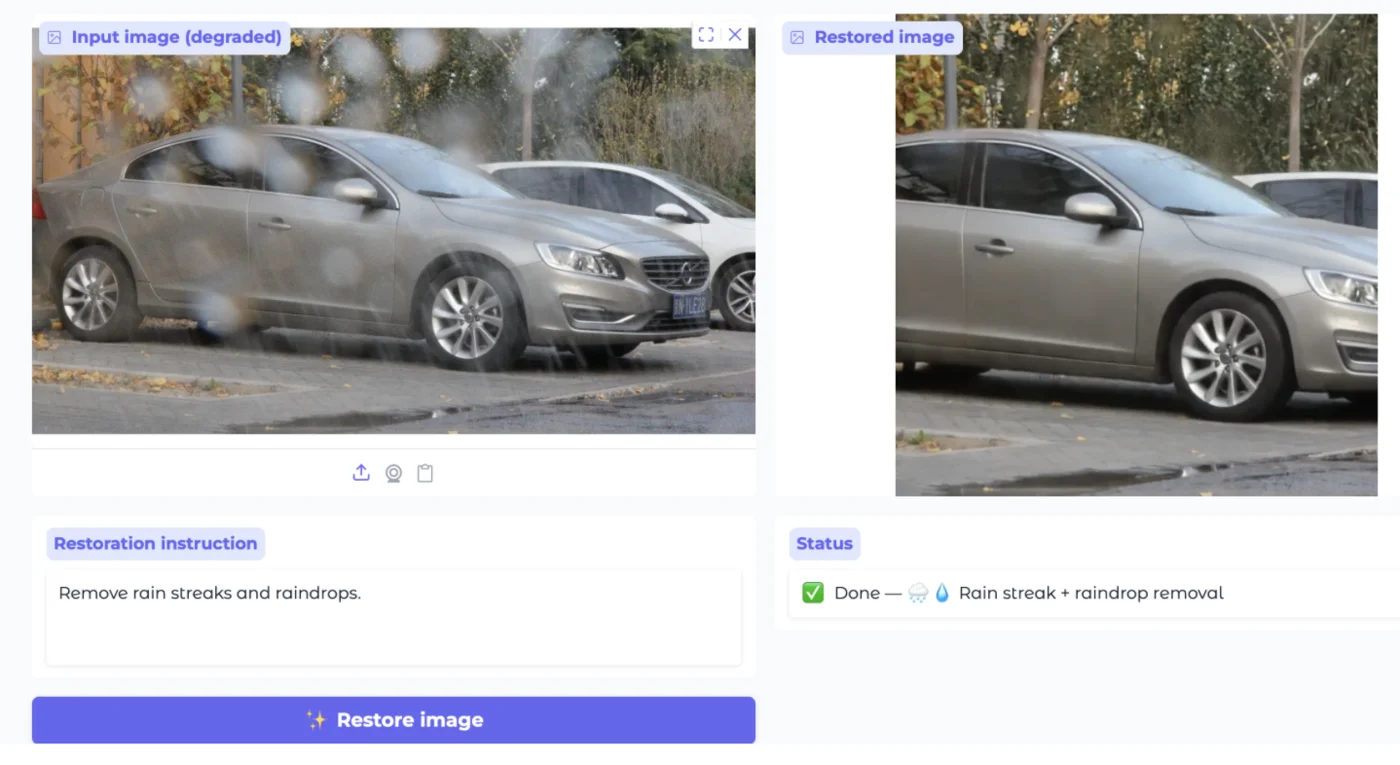 Input image (degraded)
Restored image
Restoration instruction
Remove rain streaks and raindrops.
Status
✅ Done — 🌧️💧 Rain streak + raindrop removal
✨ Restore image